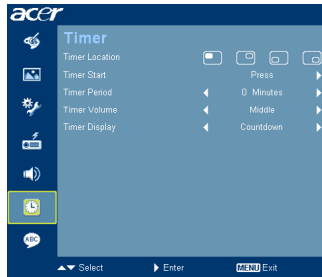 acer
Timer
Timer Location
Timer Start Press
Timer Period 0 Minutes
Timer Volume Middle
Timer Display Countdown
ABC
Select Enter MENU Exit